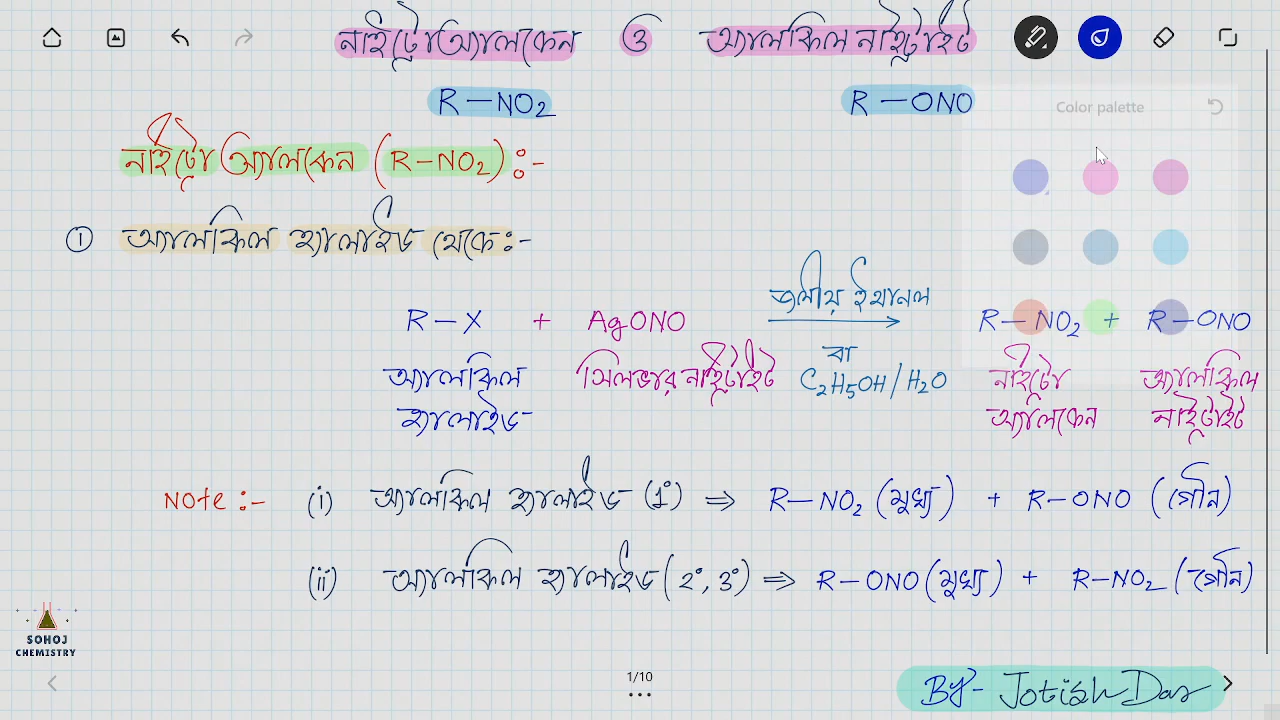 নাইট্রোঅ্যালকেন ও অ্যালকিল নাইট্রাইট
R—NO2 R—ONO
Color palette
নাইট্রো অ্যালকেন (R-NO2) :-
① অ্যালকিল হ্যালাইড থেকে :-
জলীয় ইথানল
R—X + AgONO → R—NO2 + R—ONO
বা
C2H5OH/H2O
অ্যালকিল সিলভার নাইট্রাইট নাইট্রো অ্যালকিল
হ্যালাইড অ্যালকেন নাইট্রাইট
Note :- (i) অ্যালকিল হ্যালাইড (1°) ⇒ R—NO2 (মুখ্য) + R—ONO (গৌন)
(ii) অ্যালকিল হ্যালাইড (2°, 3°) ⇒ R—ONO (মুখ্য) + R—NO2 (গৌন)
SOHOJ
CHEMISTRY
1/10
BY- Jotish Das